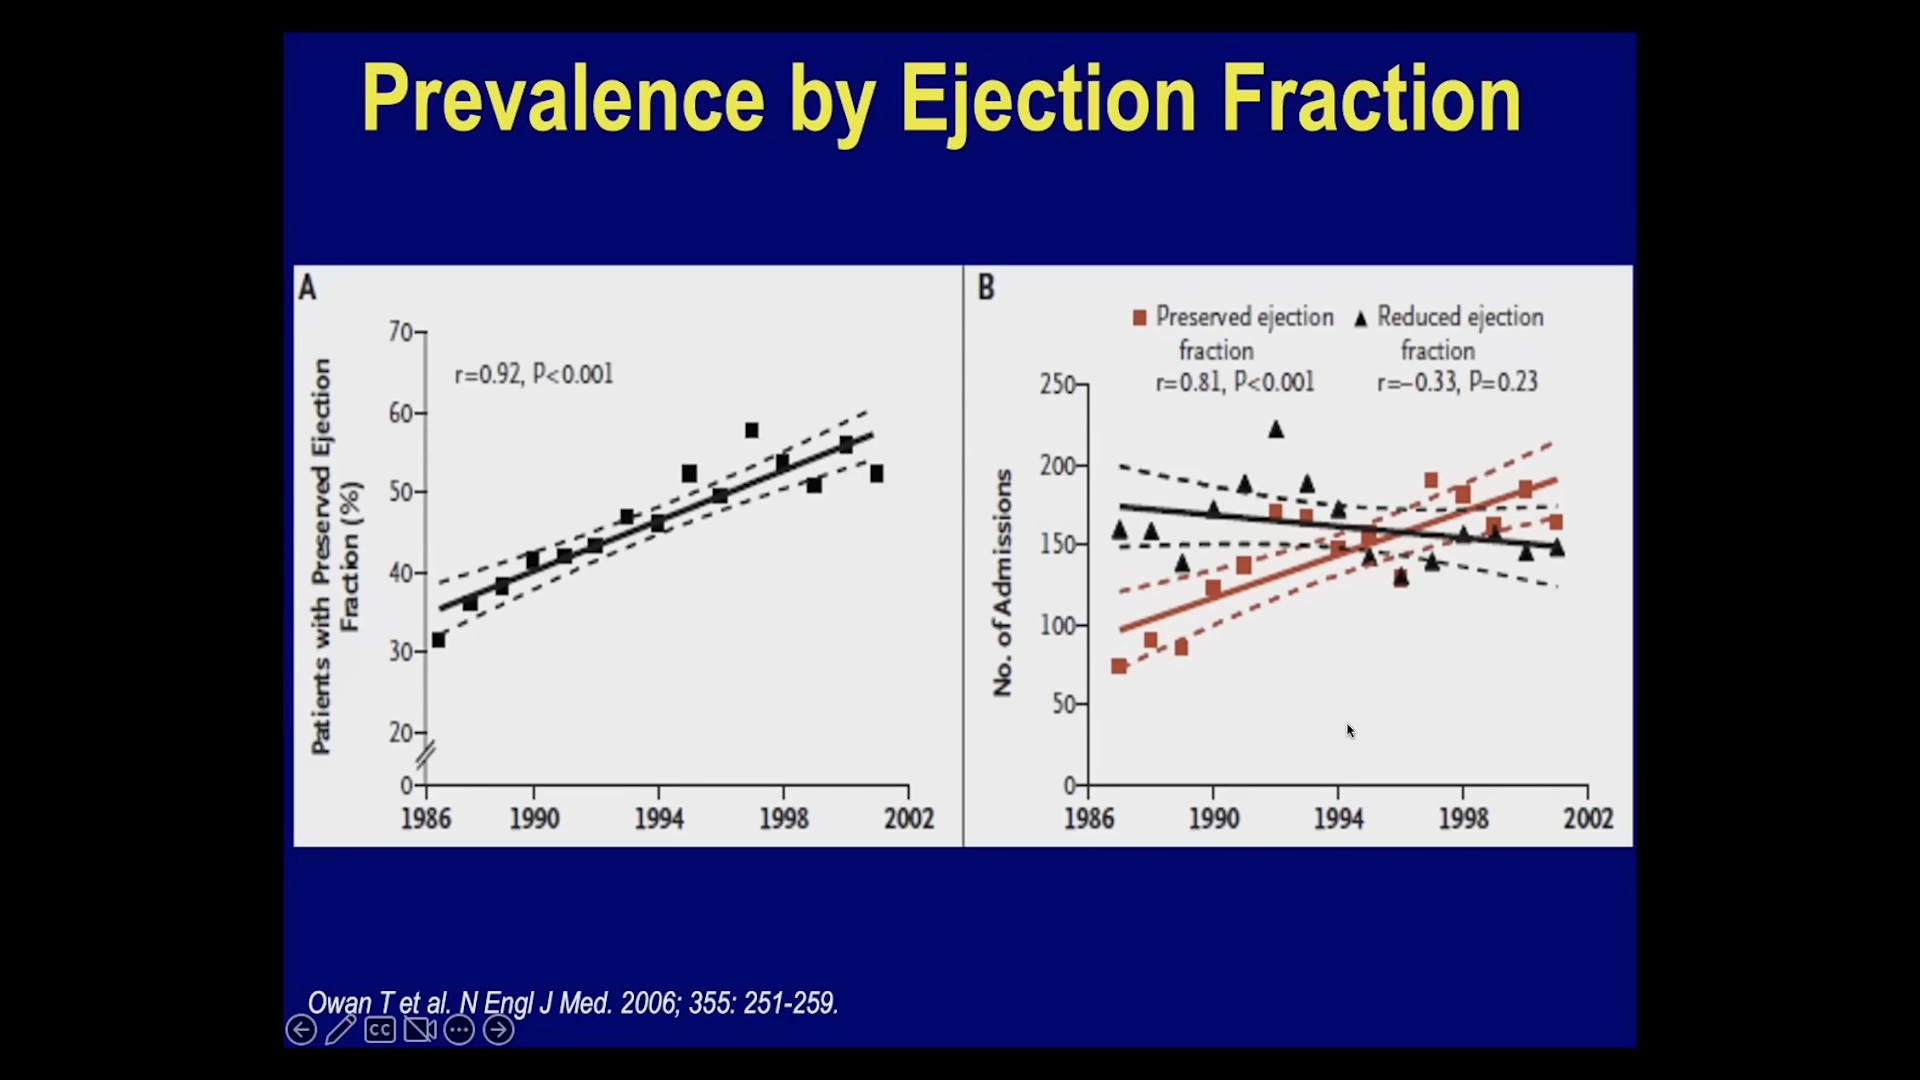 Prevalence by Ejection Fraction
A
Patients with Preserved Ejection
Fraction (%)
70
60
50
40
30
20
0
r=0.92, P<0.001
1986 1990 1994 1998 2002
B
Preserved ejection
fraction
r=0.81, P<0.001
Reduced ejection
fraction
r=−0.33, P=0.23
No. of Admissions
250
200
150
100
50
0
1986 1990 1994 1998 2002
Owan T et al. N Engl J Med. 2006; 355: 251-259.
CC